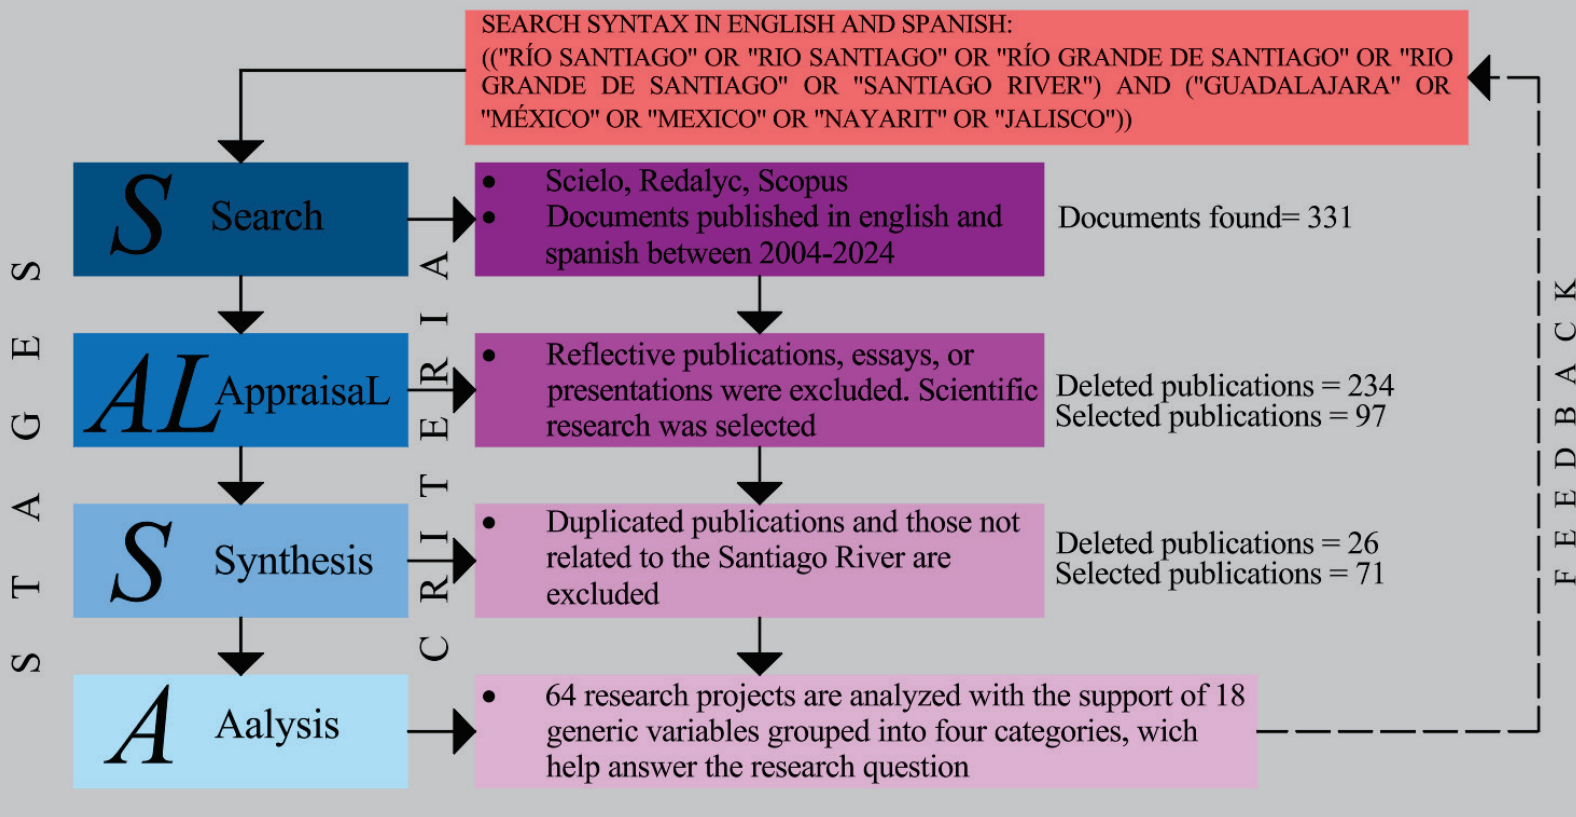 SEARCH SYNTAX IN ENGLISH AND SPANISH:
(("RÍO SANTIAGO" OR "RIO SANTIAGO" OR "RÍO GRANDE DE SANTIAGO" OR "RIO
GRANDE DE SANTIAGO" OR "SANTIAGO RIVER") AND ("GUADALAJARA" OR
"MÉXICO" OR "MEXICO" OR "NAYARIT" OR "JALISCO"))
STAGES
CRITERIA
FEEDBACK
S Search
• Scielo, Redalyc, Scopus
• Documents published in english and
spanish between 2004-2024
Documents found= 331
AL AppraisaL
• Reflective publications, essays, or
presentations were excluded. Scientific
research was selected
Deleted publications = 234
Selected publications = 97
S Synthesis
• Duplicated publications and those not
related to the Santiago River are
excluded
Deleted publications = 26
Selected publications = 71
A Aalysis
• 64 research projects are analyzed with the support of 18
generic variables grouped into four categories, wich
help answer the research question